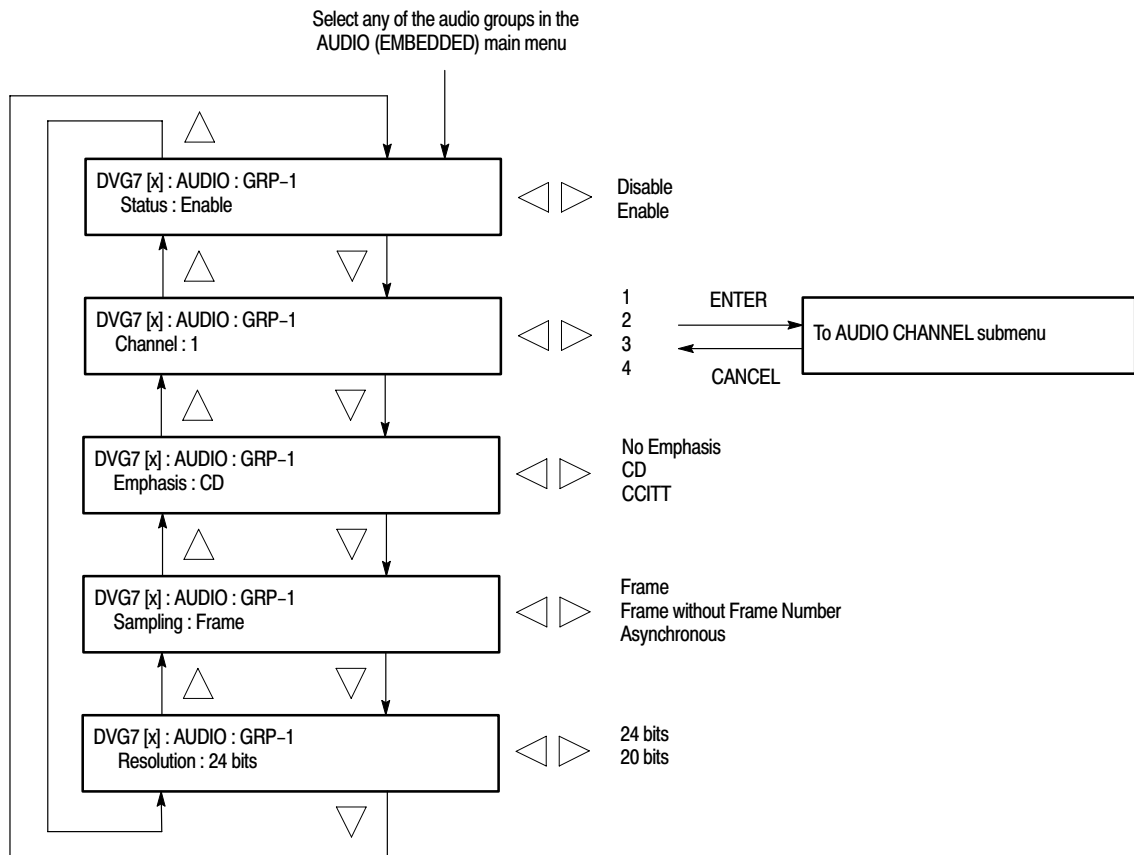 Select any of the audio groups in the
AUDIO (EMBEDDED) main menu
DVG7 [x] : AUDIO : GRP–1
Status : Enable
Disable
Enable
DVG7 [x] : AUDIO : GRP–1
Channel : 1
1
2
3
4
ENTER
CANCEL
To AUDIO CHANNEL submenu
DVG7 [x] : AUDIO : GRP–1
Emphasis : CD
No Emphasis
CD
CCITT
DVG7 [x] : AUDIO : GRP–1
Sampling : Frame
Frame
Frame without Frame Number
Asynchronous
DVG7 [x] : AUDIO : GRP–1
Resolution : 24 bits
24 bits
20 bits